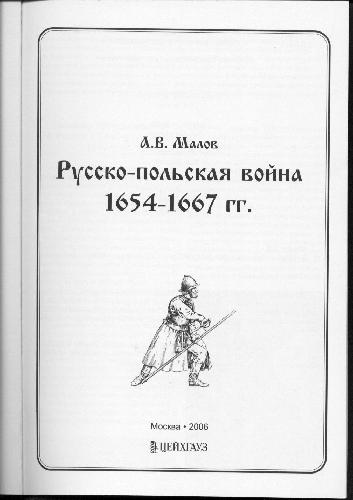 А.В. Малов
Русско-польская война
1654-1667 гг.
Москва • 2006
ЦЕЙХГАУЗ